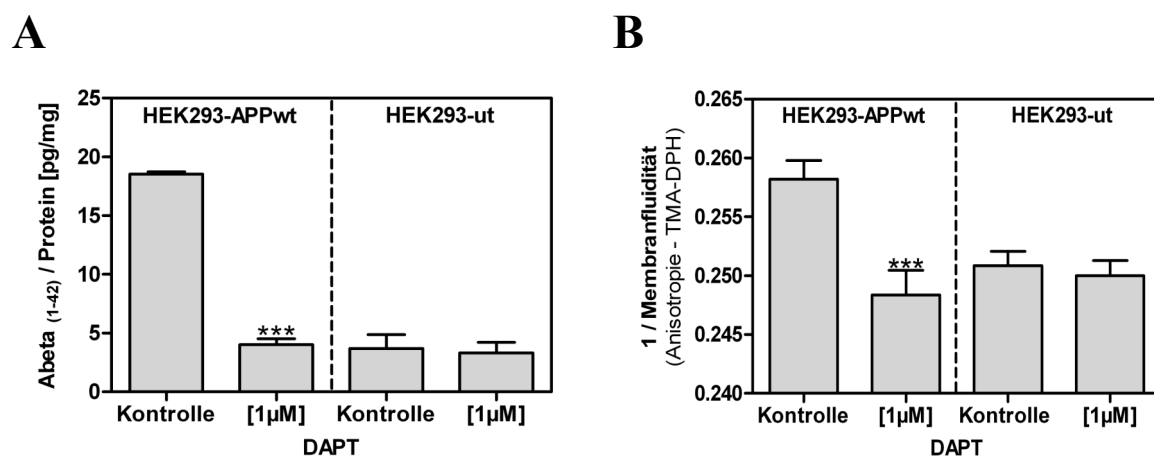 A
HEK293-APPwt HEK293-ut
Abeta (1-42) / Protein [pg/mg]
25
20
15
10
5
0
***
Kontrolle [1µM] Kontrolle [1µM]
DAPT
B
HEK293-APPwt HEK293-ut
1 / Membranfluidität
(Anisotropie - TMA-DPH)
0.265
0.260
0.255
0.250
0.245
0.240
***
Kontrolle [1µM] Kontrolle [1µM]
DAPT